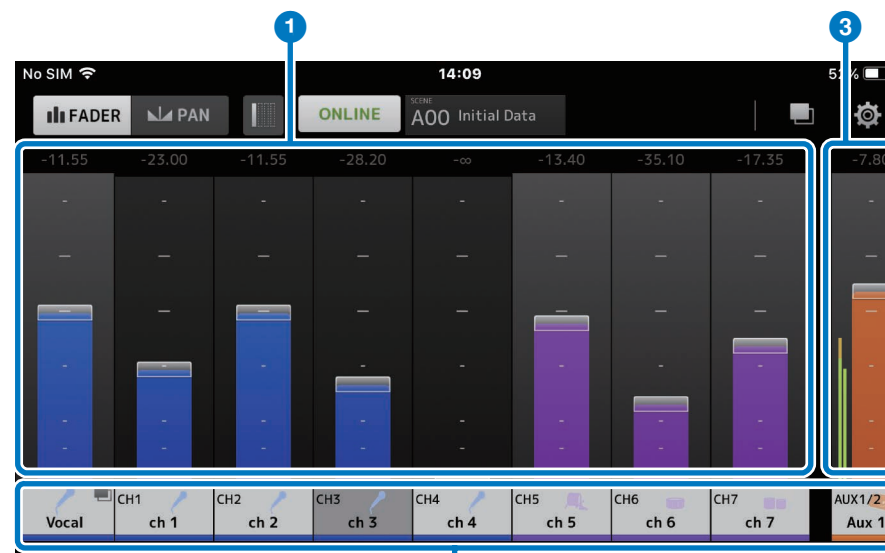 1 3
No SIM 14:09
FADER PAN ONLINE SCENE A00 Initial Data
-11.55 -23.00 -11.55 -28.20 -∞ -13.40 -35.10 -17.35
CH1 CH2 CH3 CH4 CH5 CH6 CH7 AUX1/2
Vocal ch 1 ch 2 ch 3 ch 4 ch 5 ch 6 ch 7 Aux 1